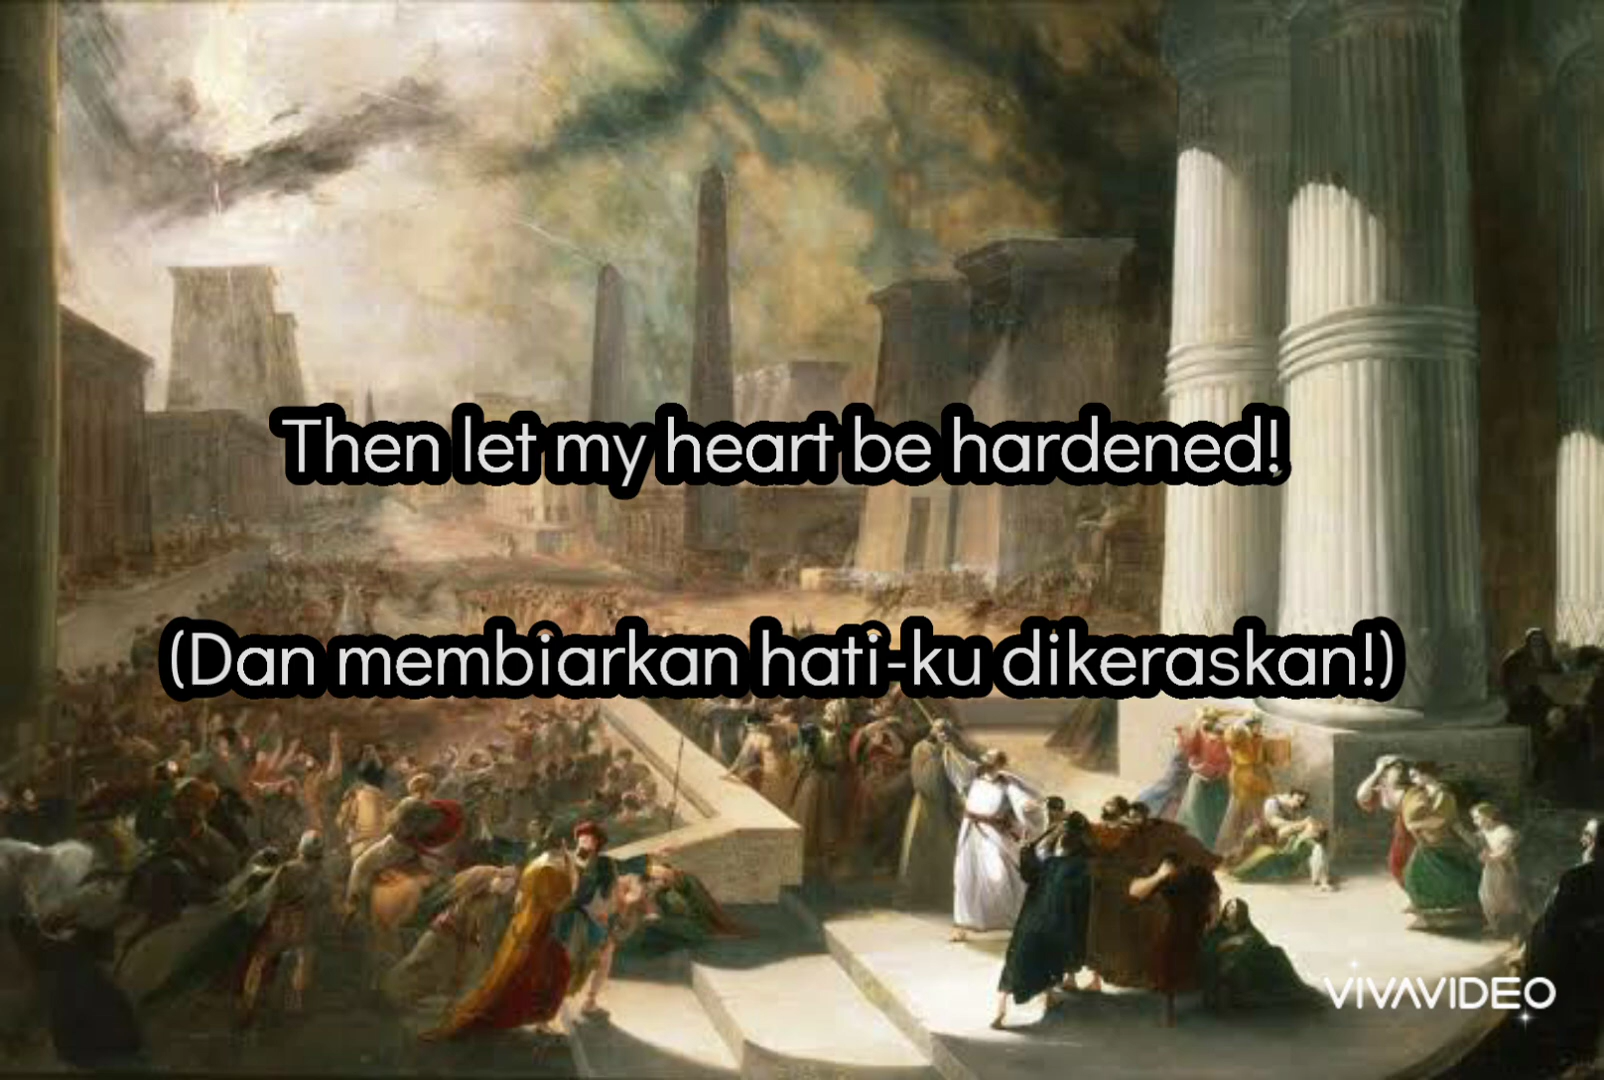 Then let my heart be hardened!
(Dan membiarkan hati-ku dikeraskan!)
VIVAVIDEO